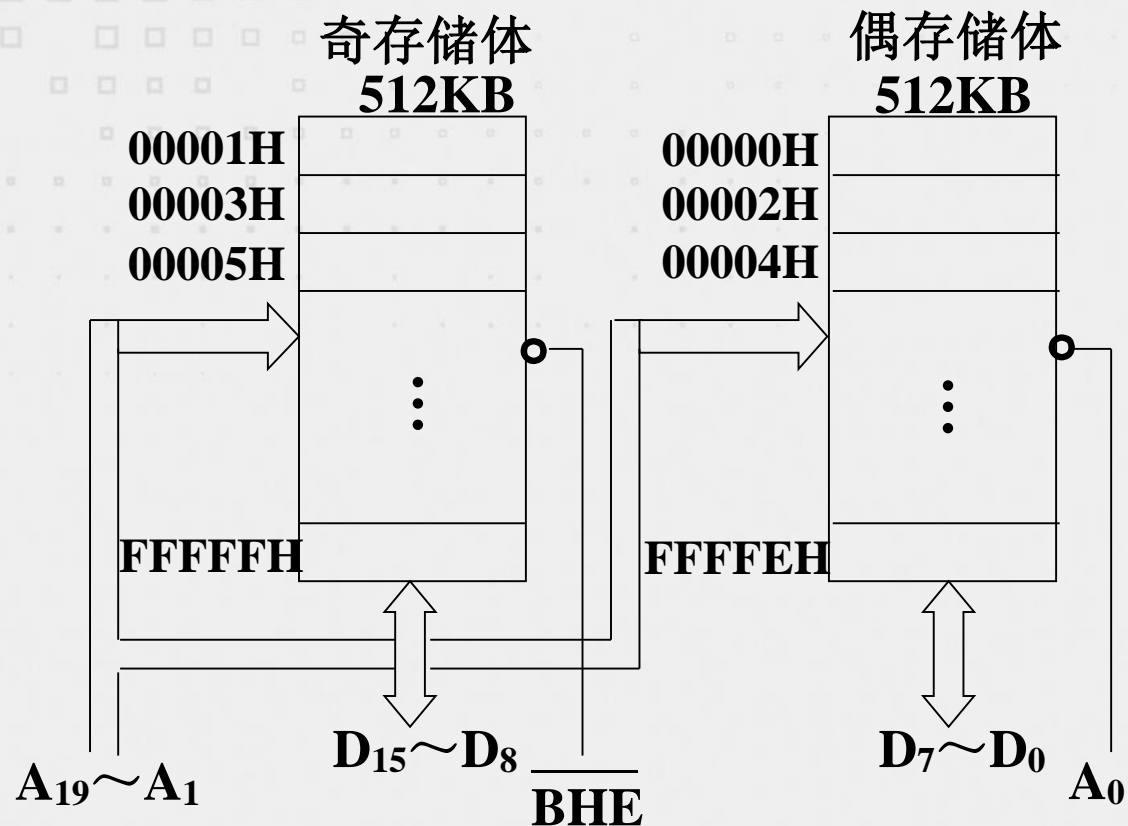 奇存储体
512KB
偶存储体
512KB
00001H
00003H
00005H
00000H
00002H
00004H
FFFFFH
FFFFEH
A19～A1
D15～D8
BHE
D7～D0
A0